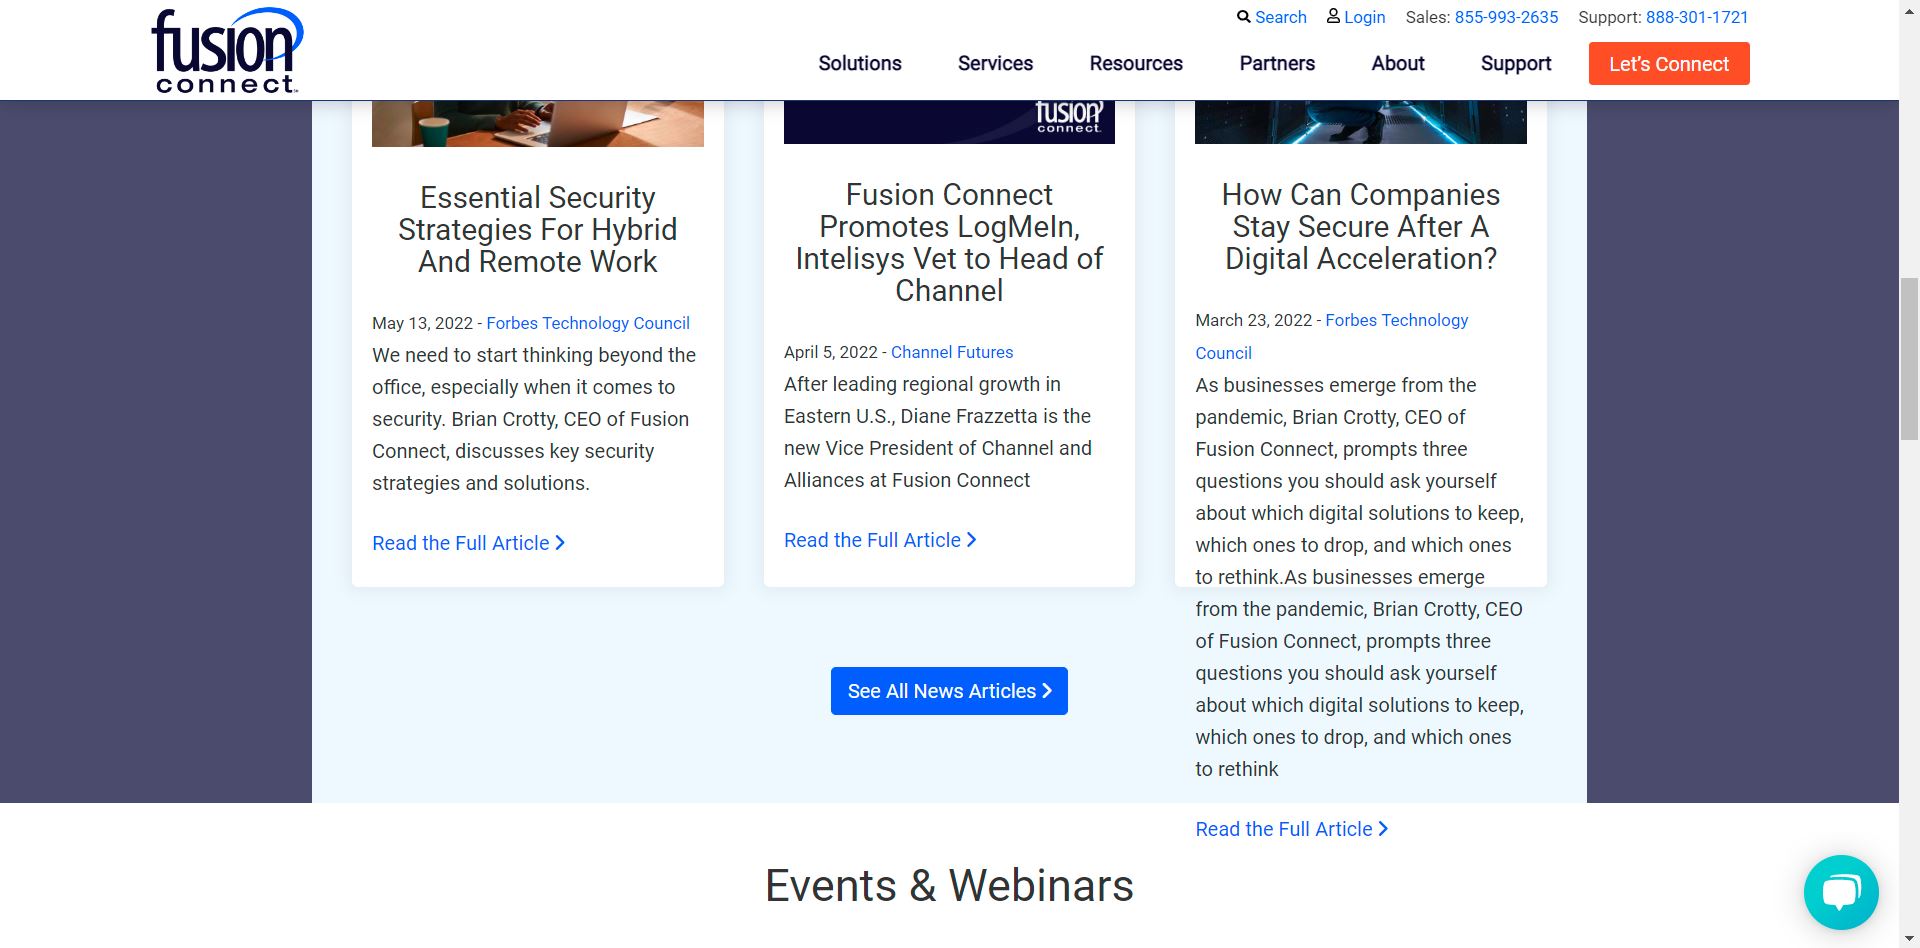 fusion
connect
Search
Login
Sales: 855-993-2635
Support: 888-301-1721
Solutions
Services
Resources
Partners
About
Support
Let's Connect
Essential Security
Strategies For Hybrid
And Remote Work
May 13, 2022 - Forbes Technology Council
We need to start thinking beyond the
office, especially when it comes to
security. Brian Crotty, CEO of Fusion
Connect, discusses key security
strategies and solutions.
Read the Full Article
fusion
connect.
Fusion Connect
Promotes LogMeIn,
Intelisys Vet to Head of
Channel
April 5, 2022 - Channel Futures
After leading regional growth in
Eastern U.S., Diane Frazzetta is the
new Vice President of Channel and
Alliances at Fusion Connect
Read the Full Article
How Can Companies
Stay Secure After A
Digital Acceleration?
March 23, 2022 - Forbes Technology
Council
As businesses emerge from the
pandemic, Brian Crotty, CEO of
Fusion Connect, prompts three
questions you should ask yourself
about which digital solutions to keep,
which ones to drop, and which ones
to rethink.As businesses emerge
from the pandemic, Brian Crotty, CEO
of Fusion Connect, prompts three
questions you should ask yourself
about which digital solutions to keep,
which ones to drop, and which ones
to rethink
Read the Full Article
See All News Articles
Events & Webinars